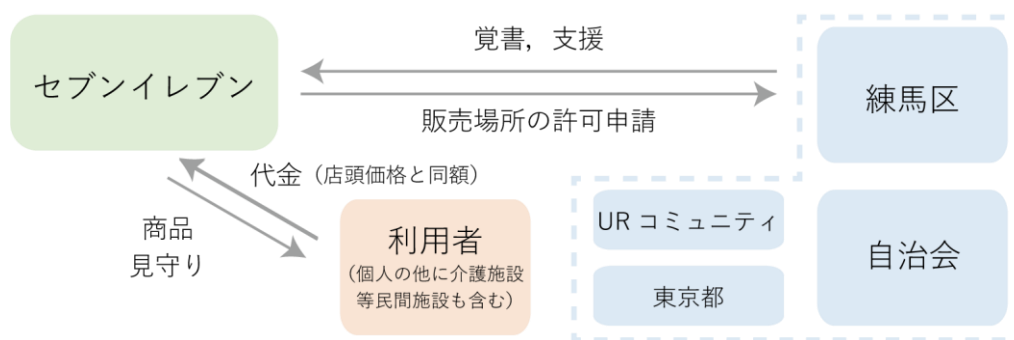 覚書，支援
セブンイレブン
練馬区
販売場所の許可申請
代金（店頭価格と同額）
商品
見守り
利用者
（個人の他に介護施設
等民間施設も含む）
URコミュニティ
東京都
自治会